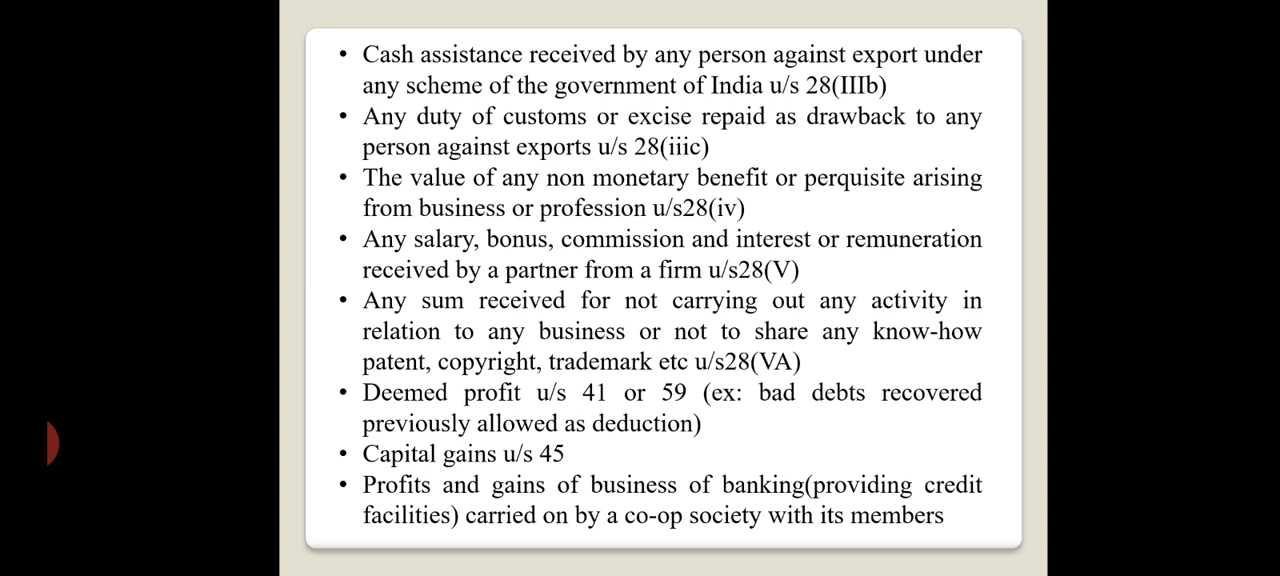 • Cash assistance received by any person against export under
any scheme of the government of India u/s 28(IIIb)
• Any duty of customs or excise repaid as drawback to any
person against exports u/s 28(iiic)
• The value of any non monetary benefit or perquisite arising
from business or profession u/s28(iv)
• Any salary, bonus, commission and interest or remuneration
received by a partner from a firm u/s28(V)
• Any sum received for not carrying out any activity in
relation to any business or not to share any know-how
patent, copyright, trademark etc u/s28(VA)
• Deemed profit u/s 41 or 59 (ex: bad debts recovered
previously allowed as deduction)
• Capital gains u/s 45
• Profits and gains of business of banking(providing credit
facilities) carried on by a co-op society with its members